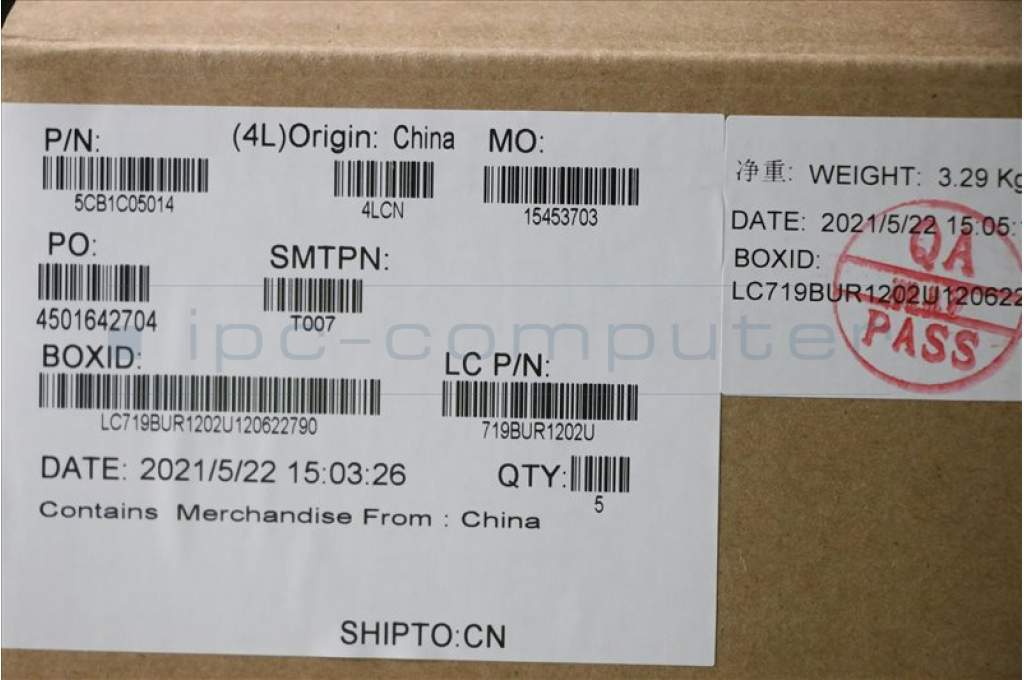 P/N:
5CB1C05014
(4L)Origin: China
4LCN
MO:
15453703
PO:
4501642704
SMTPN:
T007
BOXID:
LC719BUR1202U120622790
LC P/N:
719BUR1202U
DATE: 2021/5/22 15:03:26
QTY:
5
Contains Merchandise From : China
SHIPTO:CN
净重: WEIGHT: 3.29 Kg
DATE: 2021/5/22 15:05:
BOXID:
LC719BUR1202U120622
QA
PASS
ipc-computer